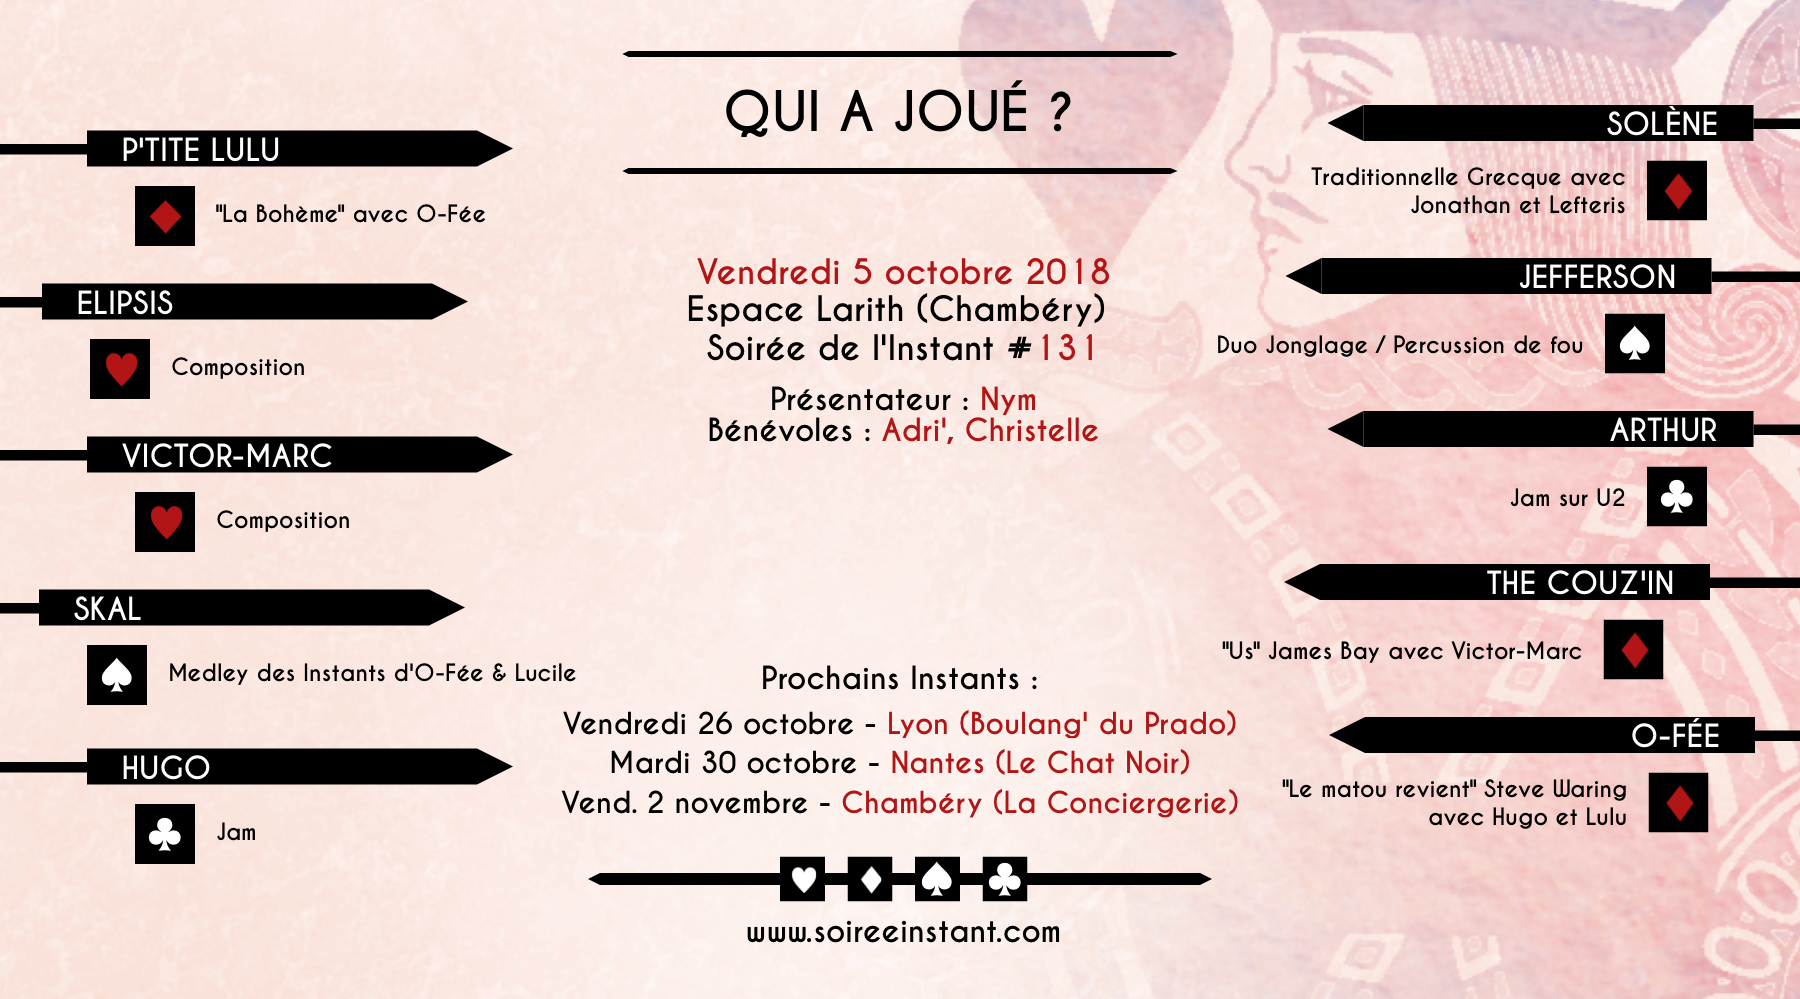 QUI A JOUÉ ?
P'TITE LULU
"La Bohème" avec O-Fée
ELIPSIS
Composition
VICTOR-MARC
Composition
SKAL
Medley des Instants d'O-Fée & Lucile
HUGO
Jam
Vendredi 5 octobre 2018
Espace Larith (Chambéry)
Soirée de l'Instant #131
Présentateur : Nym
Bénévoles : Adri', Christelle
Prochains Instants :
Vendredi 26 octobre - Lyon (Boulang' du Prado)
Mardi 30 octobre - Nantes (Le Chat Noir)
Vend. 2 novembre - Chambéry (La Conciergerie)
www.soireeinstant.com
SOLÈNE
Traditionnelle Grecque avec
Jonathan et Lefteris
JEFFERSON
Duo Jonglage / Percussion de fou
ARTHUR
Jam sur U2
THE COUZ'IN
"Us" James Bay avec Victor-Marc
O-FÉE
"Le matou revient" Steve Waring
avec Hugo et Lulu